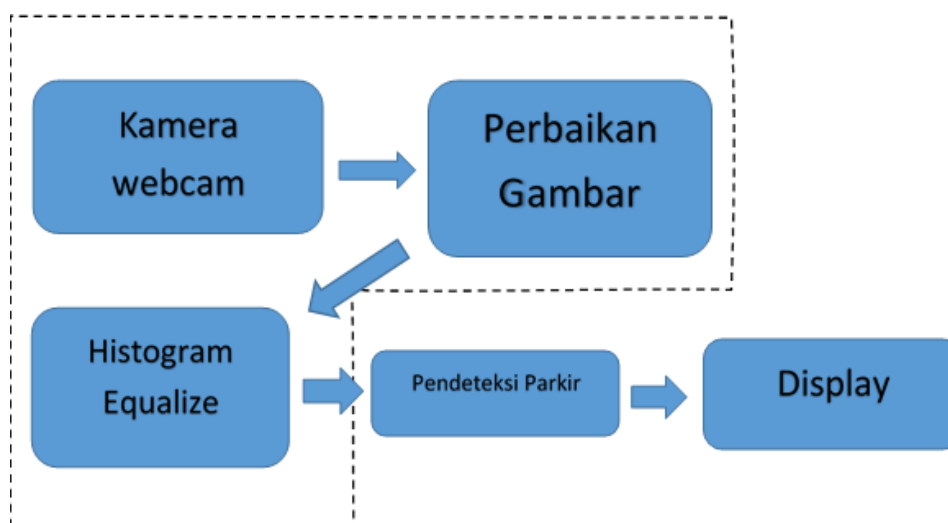 Kamera
webcam
Perbaikan
Gambar
Histogram
Equalize
Pendeteksi Parkir
Display